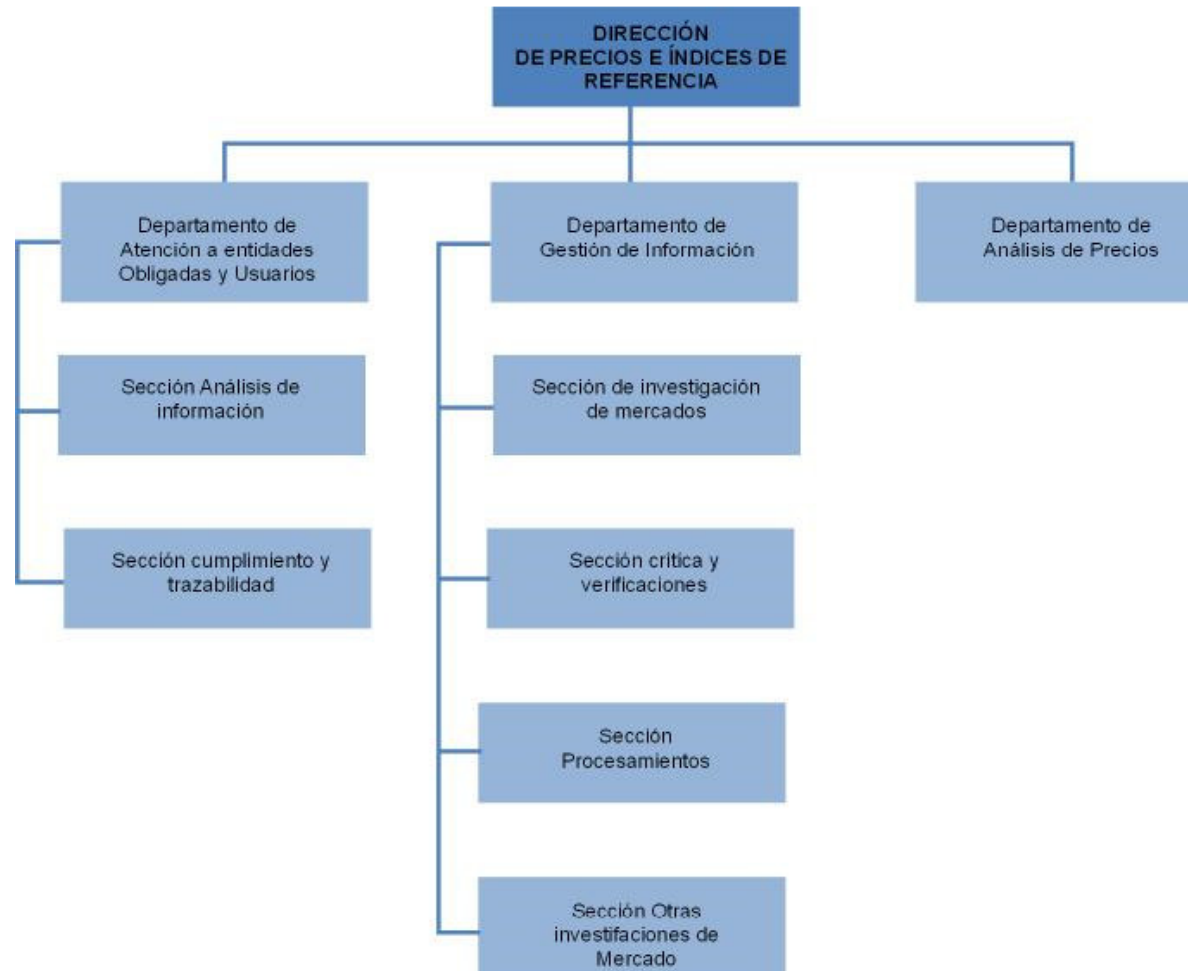 DIRECCIÓN
DE PRECIOS E ÍNDICES DE
REFERENCIA
Departamento de
Atención a entidades
Obligadas y Usuarios
Departamento de
Gestión de Información
Departamento de
Análisis de Precios
Sección Análisis de
información
Sección de investigación
de mercados
Sección cumplimiento y
trazabilidad
Sección critica y
verificaciones
Sección
Procesamientos
Sección Otras
investifaciones de
Mercado